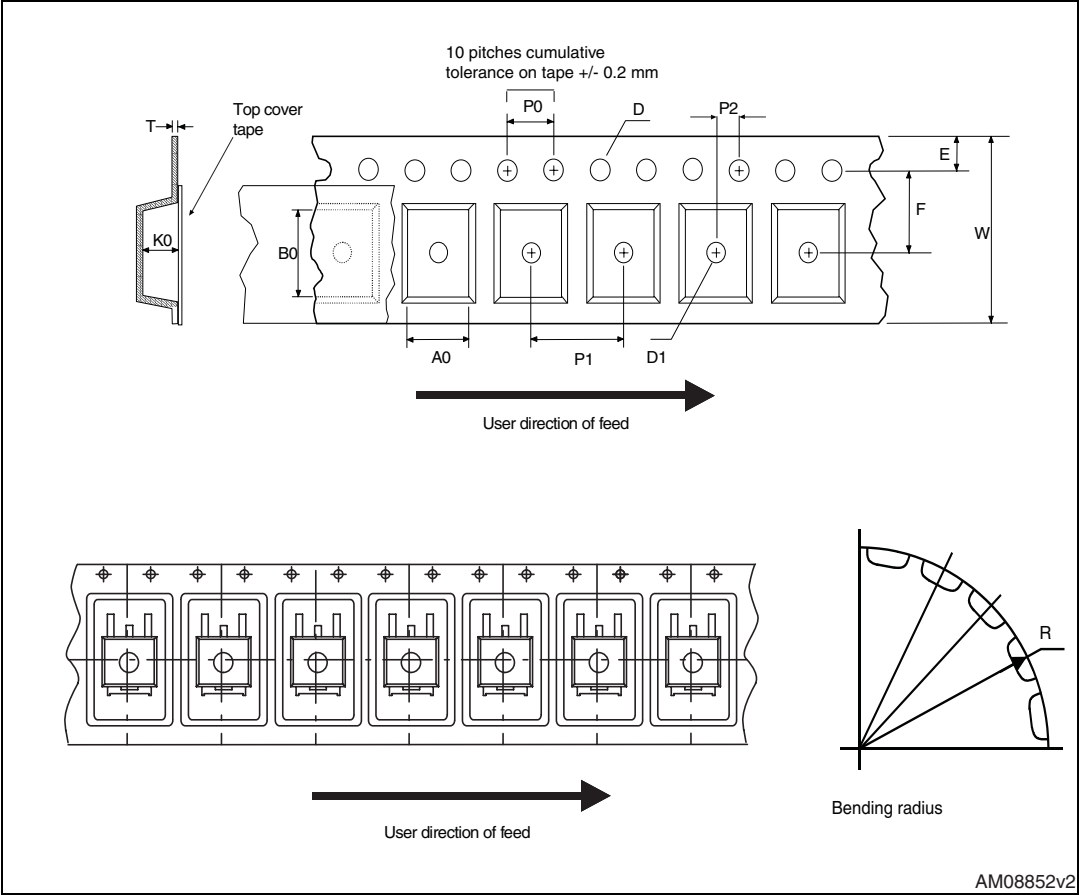 10 pitches cumulative
tolerance on tape +/- 0.2 mm
Top cover
tape
T
P0
D
P2
E
F
W
K0
B0
A0
P1
D1
User direction of feed
R
Bending radius
User direction of feed
AM08852v2